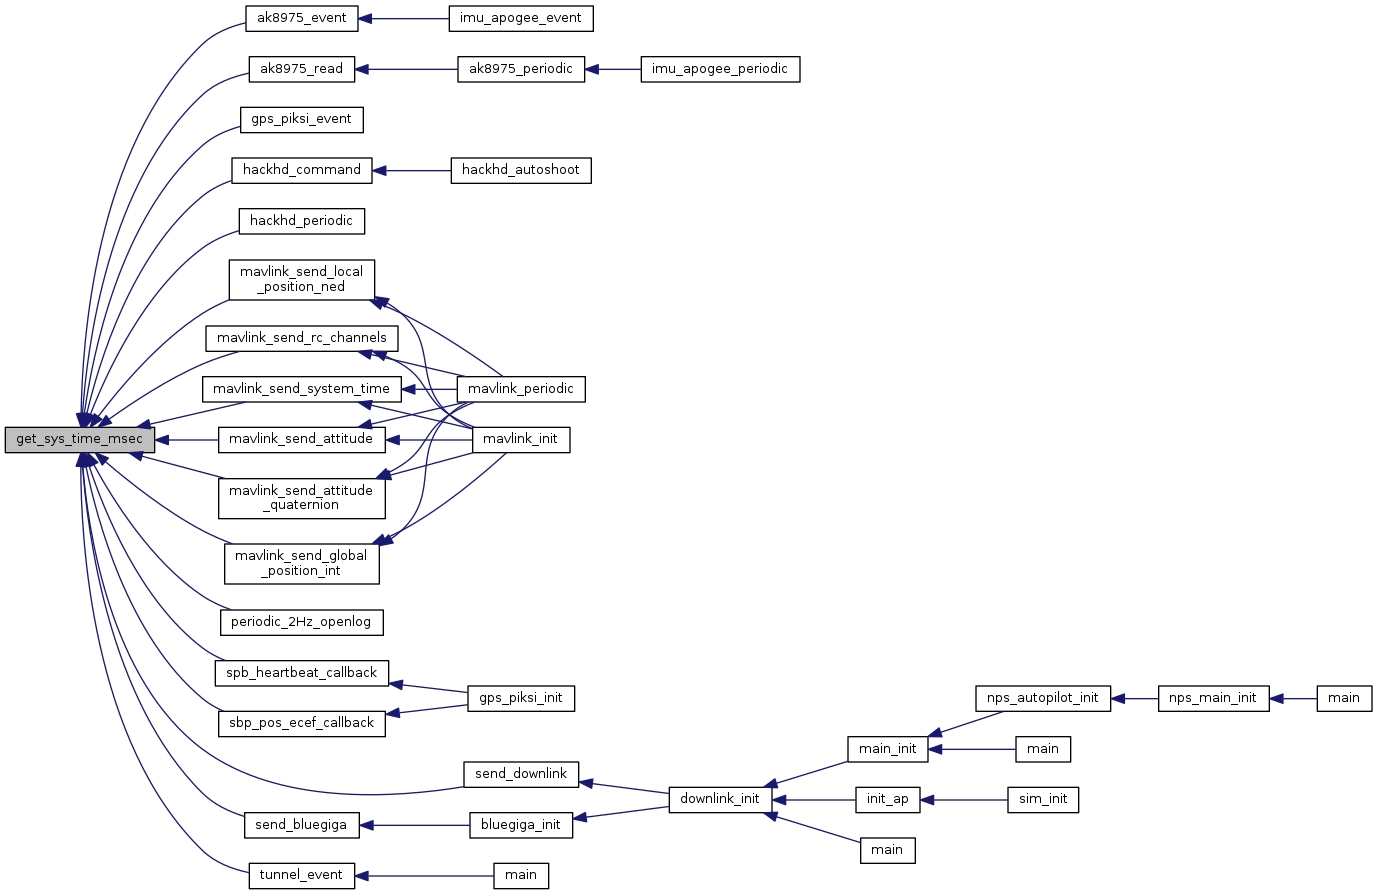 ak8975_event
imu_apogee_event
ak8975_read
ak8975_periodic
imu_apogee_periodic
gps_piksi_event
hackhd_command
hackhd_autoshoot
hackhd_periodic
mavlink_send_local
_position_ned
mavlink_send_rc_channels
mavlink_send_system_time
mavlink_periodic
get_sys_time_msec
mavlink_send_attitude
mavlink_init
mavlink_send_attitude
_quaternion
mavlink_send_global
_position_int
periodic_2Hz_openlog
spb_heartbeat_callback
gps_piksi_init
nps_autopilot_init
nps_main_init
main
sbp_pos_ecef_callback
main_init
main
send_downlink
downlink_init
init_ap
sim_init
send_bluegiga
bluegiga_init
main
tunnel_event
main